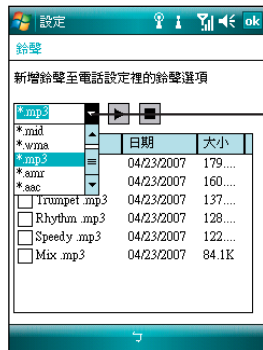 設定 ok
鈴聲
新增鈴聲至電話設定裡的鈴聲選項
*.mp3
*.mid
*.wma
*.mp3
*.amr
*.aac
日期 大小
04/23/2007 179....
04/23/2007 160....
Trumpet .mp3 04/23/2007 137....
Rhythm .mp3 04/23/2007 128....
Speedy .mp3 04/23/2007 122....
Mix .mp3 04/23/2007 84.1K